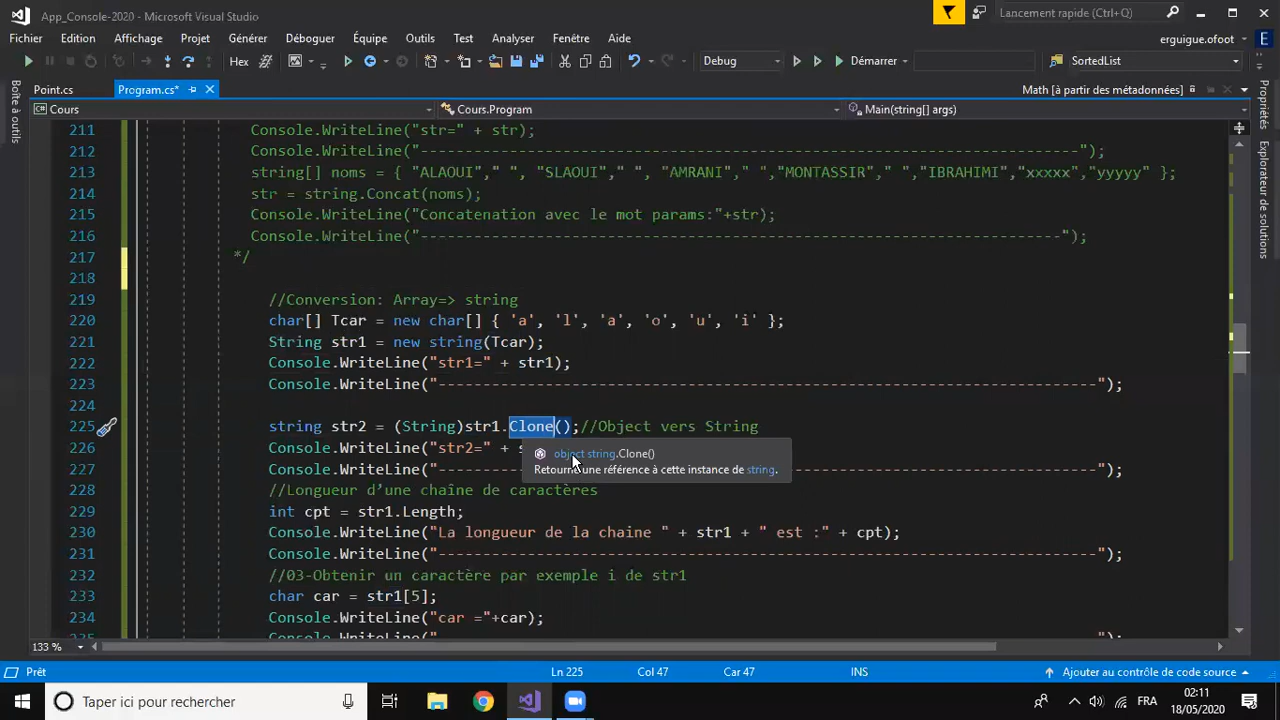 App_Console-2020 - Microsoft Visual Studio
Lancement rapide (Ctrl+Q)
Fichier Edition Affichage Projet Générer Déboguer Équipe Outils Test Analyser Fenêtre Aide
erguigue.ofoot E
Hex Debug Démarrer SortedList
Point.cs Program.cs* Math [à partir des métadonnées]
Cours Cours.Program Main(string[] args)
Boîte à outils
211 Console.WriteLine("str=" + str);
212 Console.WriteLine("--------------------------------------------------------------------------");
213 string[] noms = { "ALAOUI"," ", "SLAOUI"," ", "AMRANI"," ","MONTASSIR"," ","IBRAHIMI","xxxxx","yyyyy" };
214 str = string.Concat(noms);
215 Console.WriteLine("Concatenation avec le mot params:"+str);
216 Console.WriteLine("------------------------------------------------------------------------");
217 */
218
219 //Conversion: Array=> string
220 char[] Tcar = new char[] { 'a', 'l', 'a', 'o', 'u', 'i' };
221 String str1 = new string(Tcar);
222 Console.WriteLine("str1=" + str1);
223 Console.WriteLine("--------------------------------------------------------------------------");
224
225 string str2 = (String)str1.Clone();//Object vers String
226 Console.WriteLine("str2=" + s
object string.Clone()
Retourne une référence à cette instance de string.
227 Console.WriteLine("--------------------------------------------------------------------------");
228 //Longueur d’une chaîne de caractères
229 int cpt = str1.Length;
230 Console.WriteLine("La longueur de la chaine " + str1 + " est :" + cpt);
231 Console.WriteLine("--------------------------------------------------------------------------");
232 //03-Obtenir un caractère par exemple i de str1
233 char car = str1[5];
234 Console.WriteLine("car ="+car);
235 Console.WriteLine("--------------------------------------------------------------------------");
Propriétés
Explorateur de solutions
133 %
Prêt Ln 225 Col 47 Car 47 INS Ajouter au contrôle de code source
Taper ici pour rechercher
FRA
02:11
18/05/2020